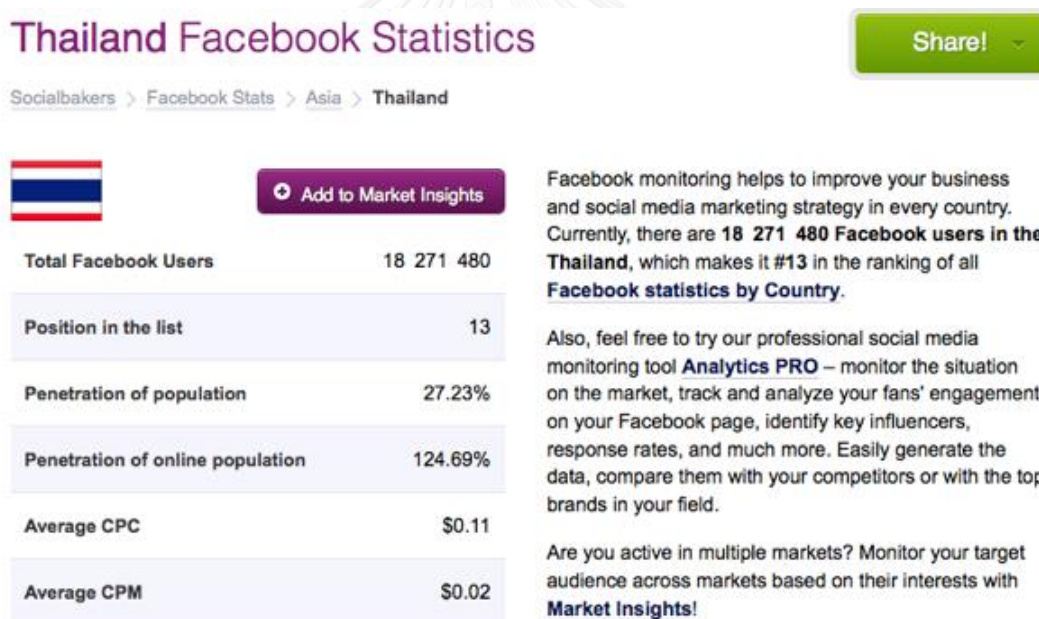 Thailand Facebook Statistics
Share!
Socialbakers > Facebook Stats > Asia > Thailand
Add to Market Insights
Total Facebook Users 18 271 480
Position in the list 13
Penetration of population 27.23%
Penetration of online population 124.69%
Average CPC $0.11
Average CPM $0.02
Facebook monitoring helps to improve your business
and social media marketing strategy in every country.
Currently, there are 18 271 480 Facebook users in the
Thailand, which makes it #13 in the ranking of all
Facebook statistics by Country.
Also, feel free to try our professional social media
monitoring tool Analytics PRO – monitor the situation
on the market, track and analyze your fans' engagement
on your Facebook page, identify key influencers,
response rates, and much more. Easily generate the
data, compare them with your competitors or with the top
brands in your field.
Are you active in multiple markets? Monitor your target
audience across markets based on their interests with
Market Insights!